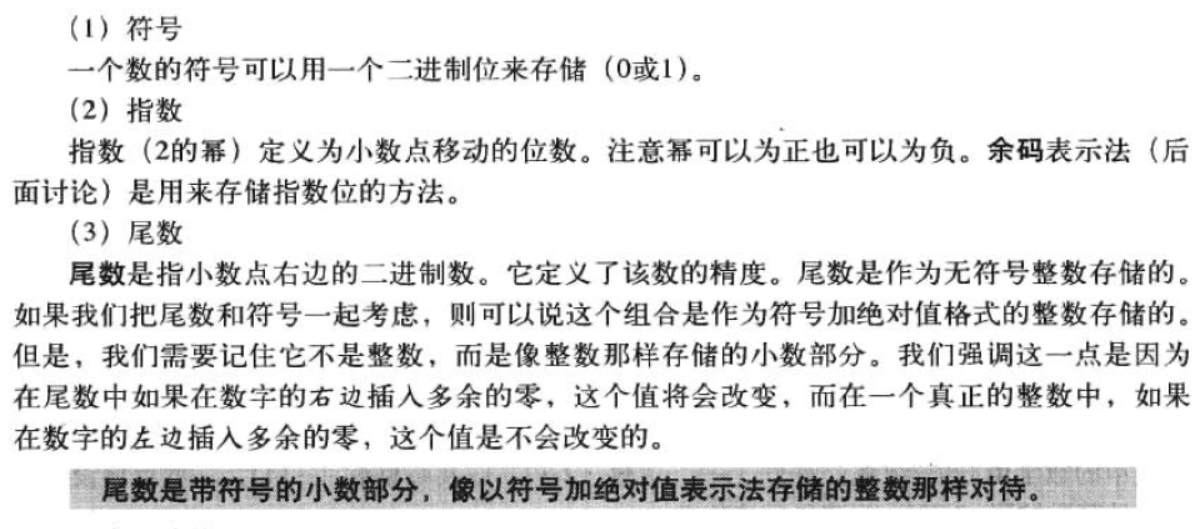 （1）符号
一个数的符号可以用一个二进制位来存储（0或1）。
（2）指数
指数（2的幂）定义为小数点移动的位数。注意幂可以为正也可以为负。余码表示法（后
面讨论）是用来存储指数位的方法。
（3）尾数
尾数是指小数点右边的二进制数。它定义了该数的精度。尾数是作为无符号整数存储的。
如果我们把尾数和符号一起考虑，则可以说这个组合是作为符号加绝对值格式的整数存储的。
但是，我们需要记住它不是整数，而是像整数那样存储的小数部分。我们强调这一点是因为
在尾数中如果在数字的右边插入多余的零，这个值将会改变，而在一个真正的整数中，如果
在数字的左边插入多余的零，这个值是不会改变的。
尾数是带符号的小数部分，像以符号加绝对值表示法存储的整数那样对待。